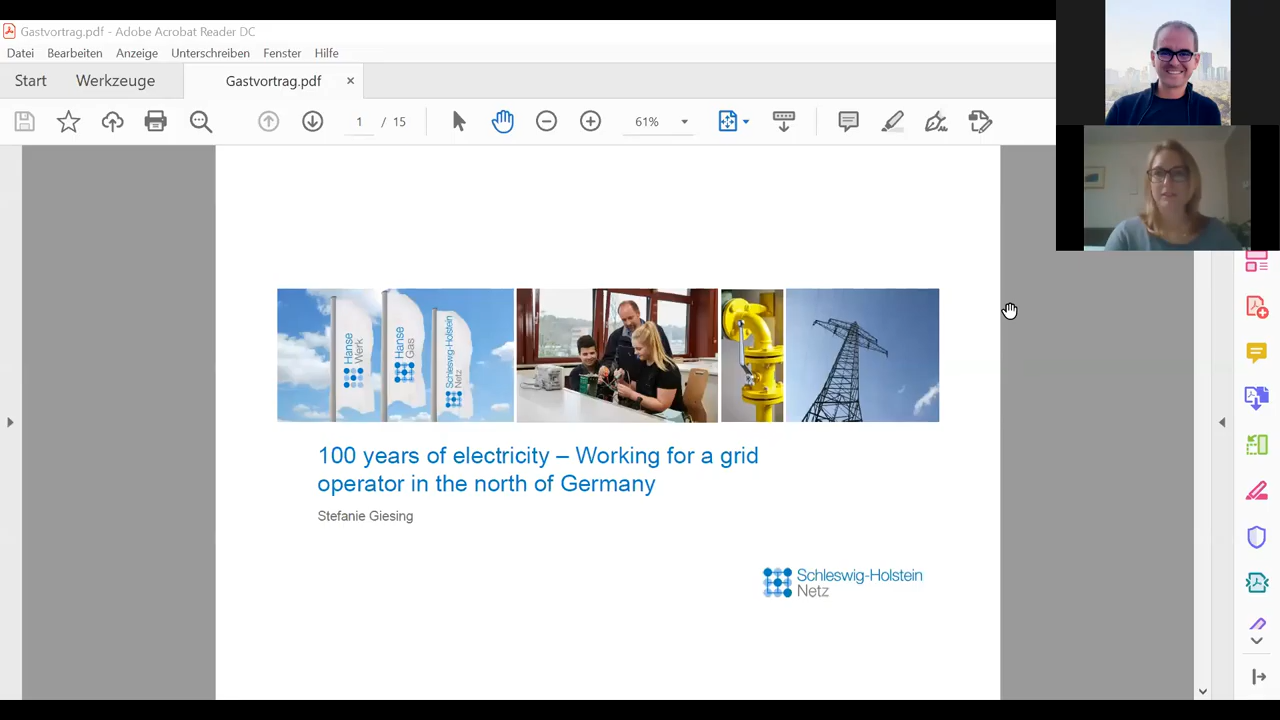 Gastvortrag.pdf - Adobe Acrobat Reader DC
Datei Bearbeiten Anzeige Unterschreiben Fenster Hilfe
Start Werkzeuge Gastvortrag.pdf ×
1 / 15 61%
Hanse
Werk
Hanse
Gas
Schleswig-Holstein
Netz
100 years of electricity – Working for a grid
operator in the north of Germany
Stefanie Giesing
Schleswig-Holstein
Netz